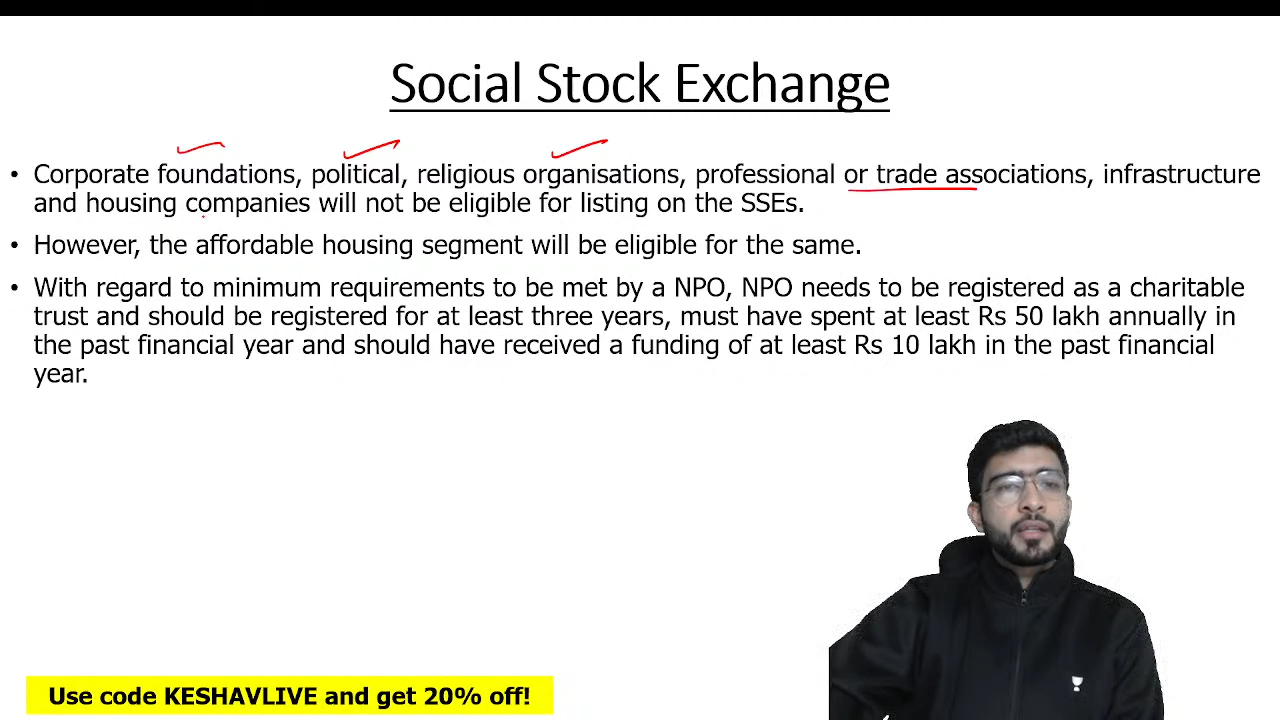 Social Stock Exchange
• Corporate foundations, political, religious organisations, professional or trade associations, infrastructure
and housing companies will not be eligible for listing on the SSEs.
• However, the affordable housing segment will be eligible for the same.
• With regard to minimum requirements to be met by a NPO, NPO needs to be registered as a charitable
trust and should be registered for at least three years, must have spent at least Rs 50 lakh annually in
the past financial year and should have received a funding of at least Rs 10 lakh in the past financial
year.
Use code KESHAVLIVE and get 20% off!